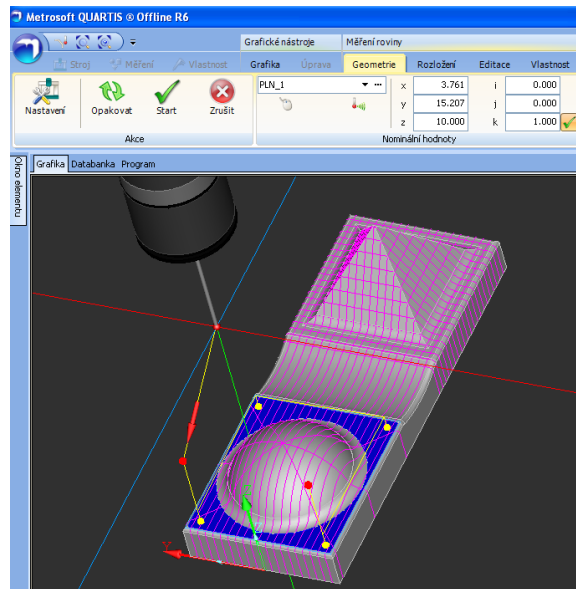 Metrosoft QUARTIS ® Offline R6
Grafické nástroje Měření roviny
Stroj Měření Vlastnost Grafika Úprava Geometrie Rozložení Editace Vlastnost
PLN_1 x 3.761 i 0.000
y 15.207 j 0.000
Nastavení Opakovat Start Zrušit z 10.000 k 1.000
Akce Nominální hodnoty
Okno elementu
Grafika Databanka Program